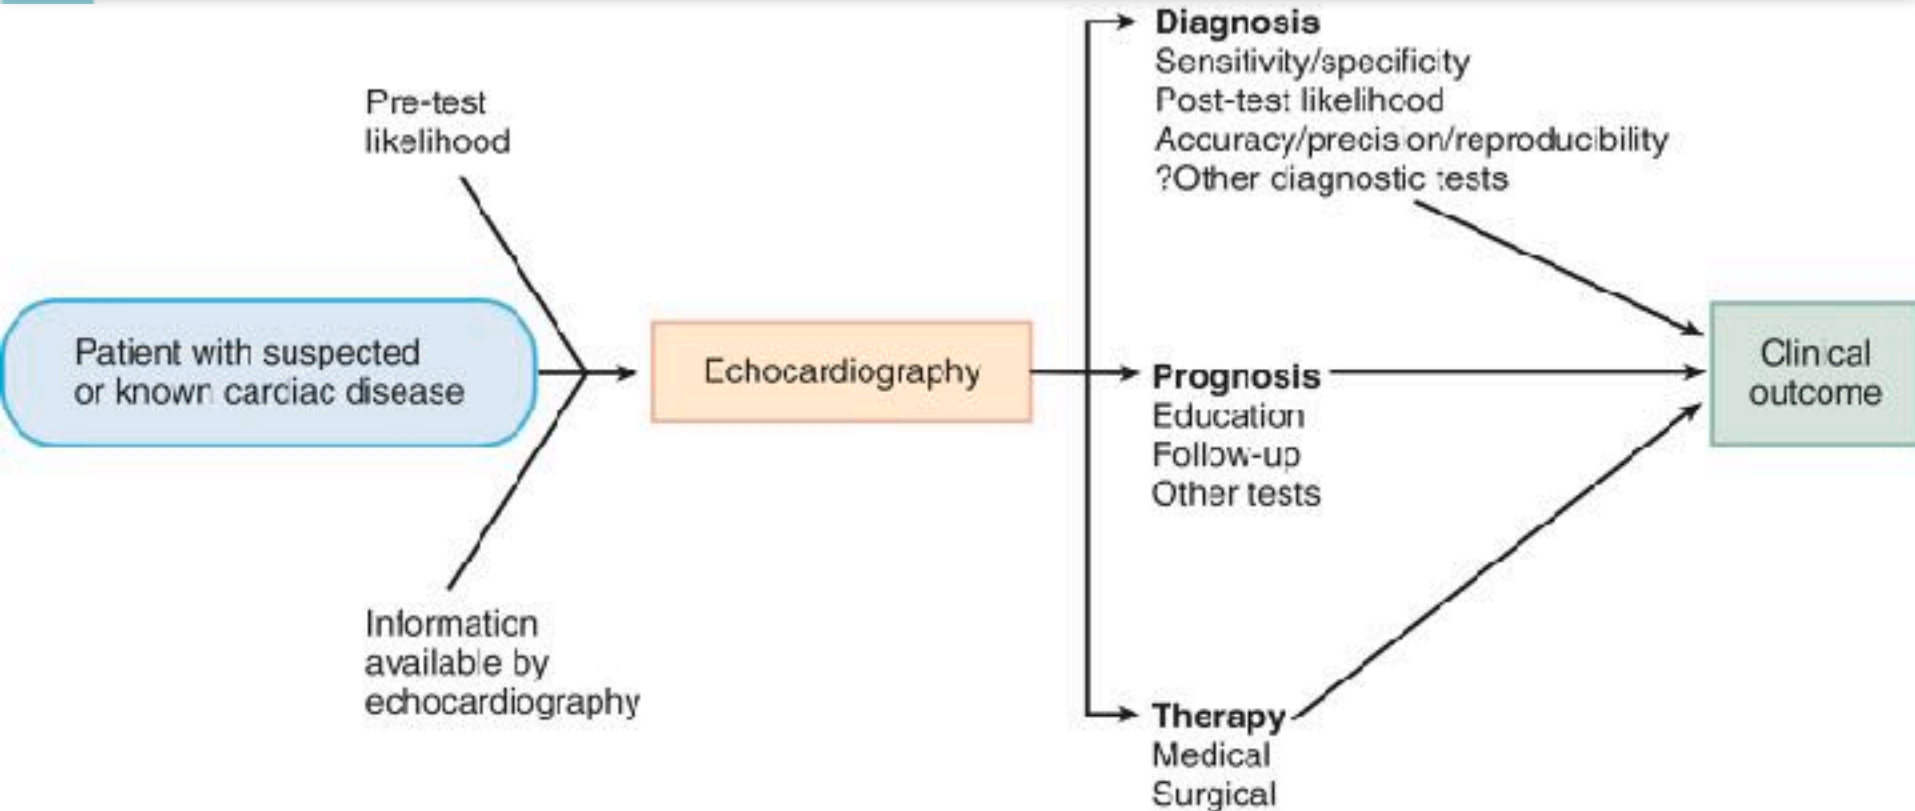 Pre-test
likelihood
Patient with suspected
or known cardiac disease
Information
available by
echocardiography
Echocardiography
Diagnosis
Sensitivity/specificity
Post-test likelihood
Accuracy/precision/reproducibility
?Other diagnostic tests
Prognosis
Education
Follow-up
Other tests
Therapy
Medical
Surgical
Clinical
outcome